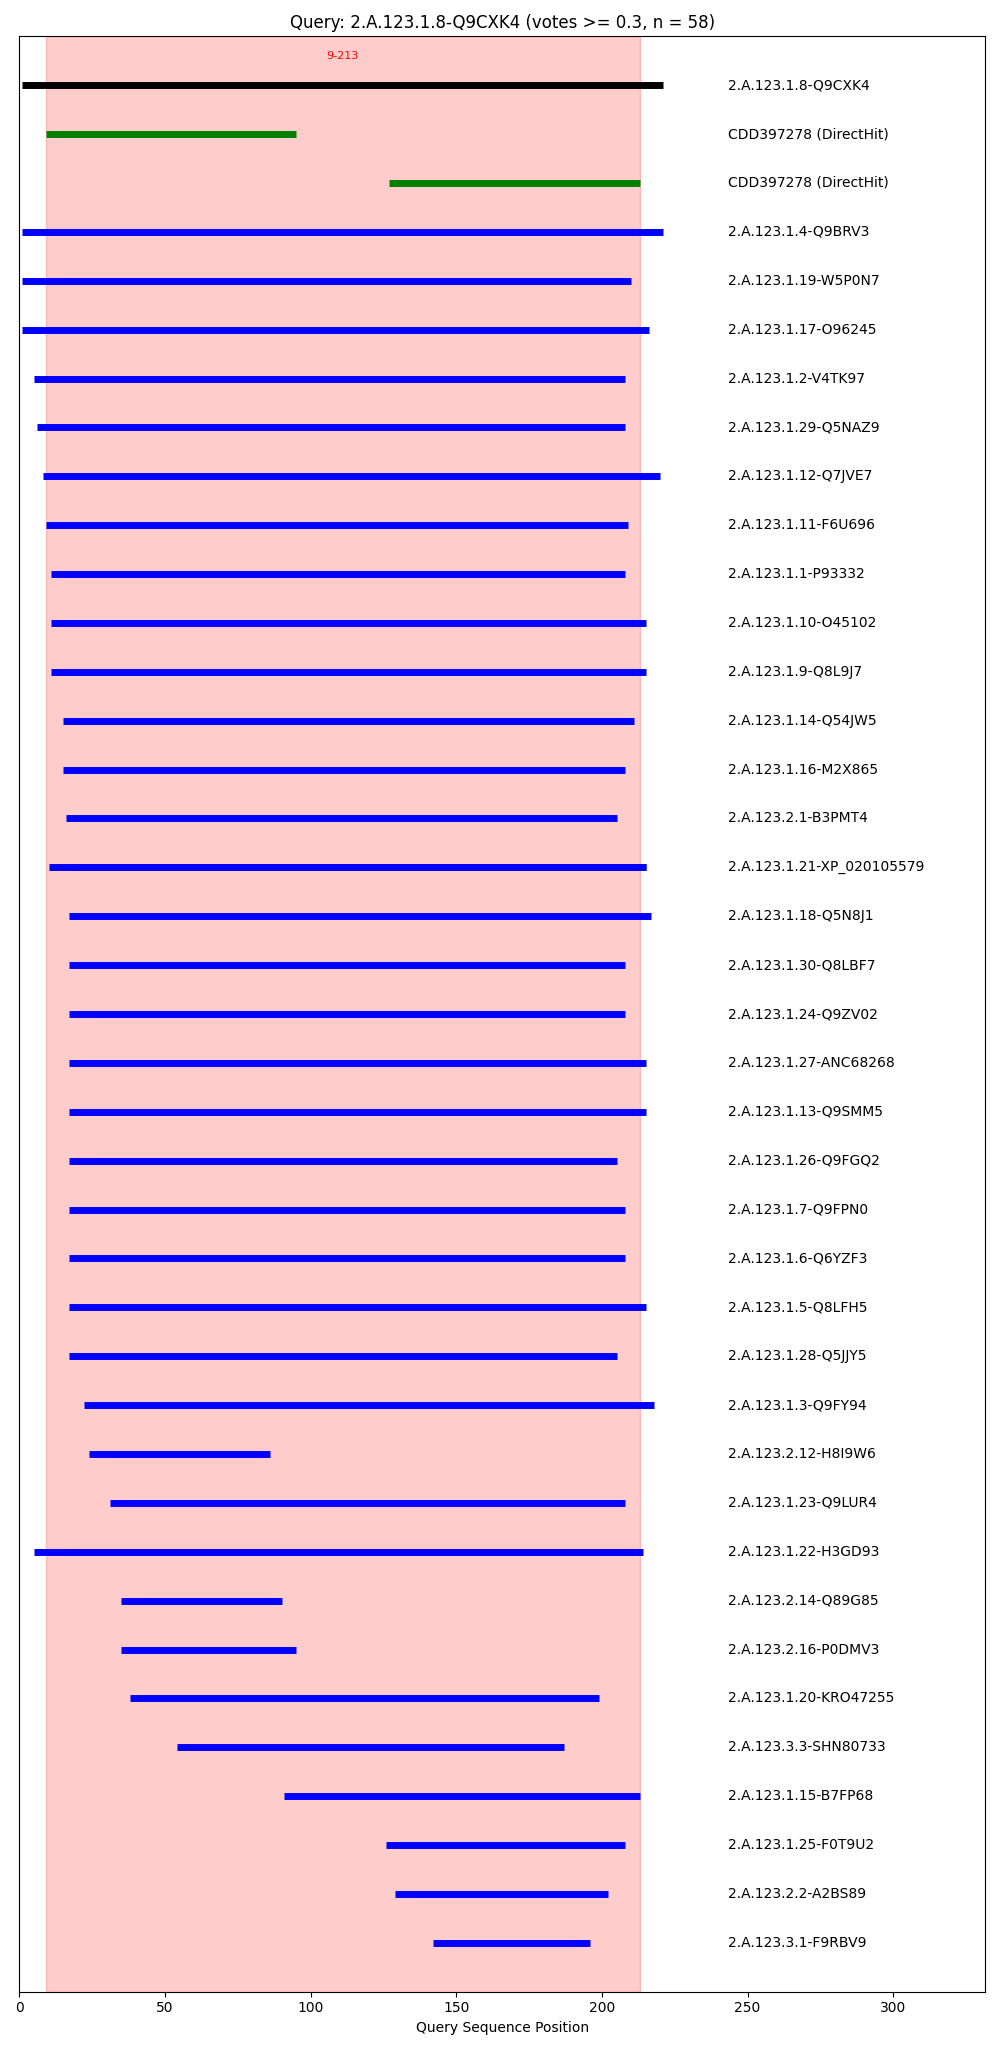 Query: 2.A.123.1.8-Q9CXK4 (votes >= 0.3, n = 58)
9-213
2.A.123.1.8-Q9CXK4
CDD397278 (DirectHit)
CDD397278 (DirectHit)
2.A.123.1.4-Q9BRV3
2.A.123.1.19-W5P0N7
2.A.123.1.17-O96245
2.A.123.1.2-V4TK97
2.A.123.1.29-Q5NAZ9
2.A.123.1.12-Q7JVE7
2.A.123.1.11-F6U696
2.A.123.1.1-P93332
2.A.123.1.10-O45102
2.A.123.1.9-Q8L9J7
2.A.123.1.14-Q54JW5
2.A.123.1.16-M2X865
2.A.123.2.1-B3PMT4
2.A.123.1.21-XP_020105579
2.A.123.1.18-Q5N8J1
2.A.123.1.30-Q8LBF7
2.A.123.1.24-Q9ZV02
2.A.123.1.27-ANC68268
2.A.123.1.13-Q9SMM5
2.A.123.1.26-Q9FGQ2
2.A.123.1.7-Q9FPN0
2.A.123.1.6-Q6YZF3
2.A.123.1.5-Q8LFH5
2.A.123.1.28-Q5JJY5
2.A.123.1.3-Q9FY94
2.A.123.2.12-H8I9W6
2.A.123.1.23-Q9LUR4
2.A.123.1.22-H3GD93
2.A.123.2.14-Q89G85
2.A.123.2.16-P0DMV3
2.A.123.1.20-KRO47255
2.A.123.3.3-SHN80733
2.A.123.1.15-B7FP68
2.A.123.1.25-F0T9U2
2.A.123.2.2-A2BS89
2.A.123.3.1-F9RBV9
0 50 100 150 200 250 300
Query Sequence Position